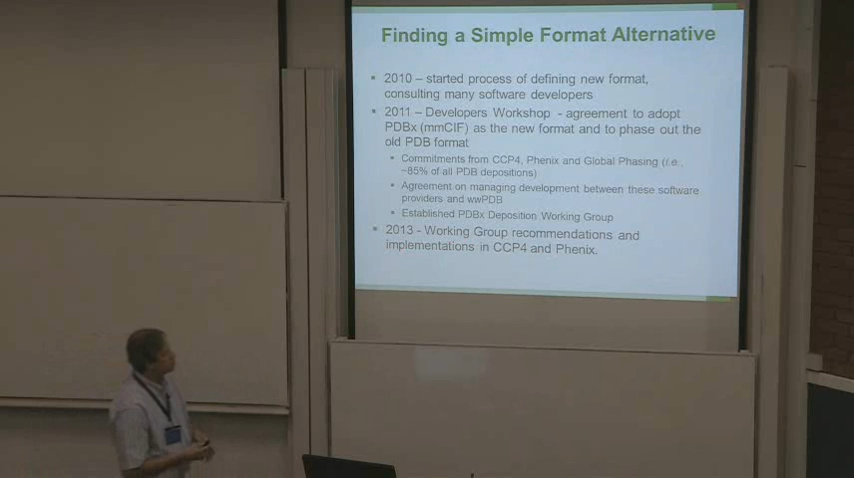 Finding a Simple Format Alternative
▪ 2010 – started process of defining new format,
consulting many software developers
▪ 2011 – Developers Workshop - agreement to adopt
PDBx (mmCIF) as the new format and to phase out the
old PDB format
▪ Commitments from CCP4, Phenix and Global Phasing (i.e.,
~85% of all PDB depositions)
▪ Agreement on managing development between these software
providers and wwPDB
▪ Established PDBx Deposition Working Group
▪ 2013 - Working Group recommendations and
implementations in CCP4 and Phenix.